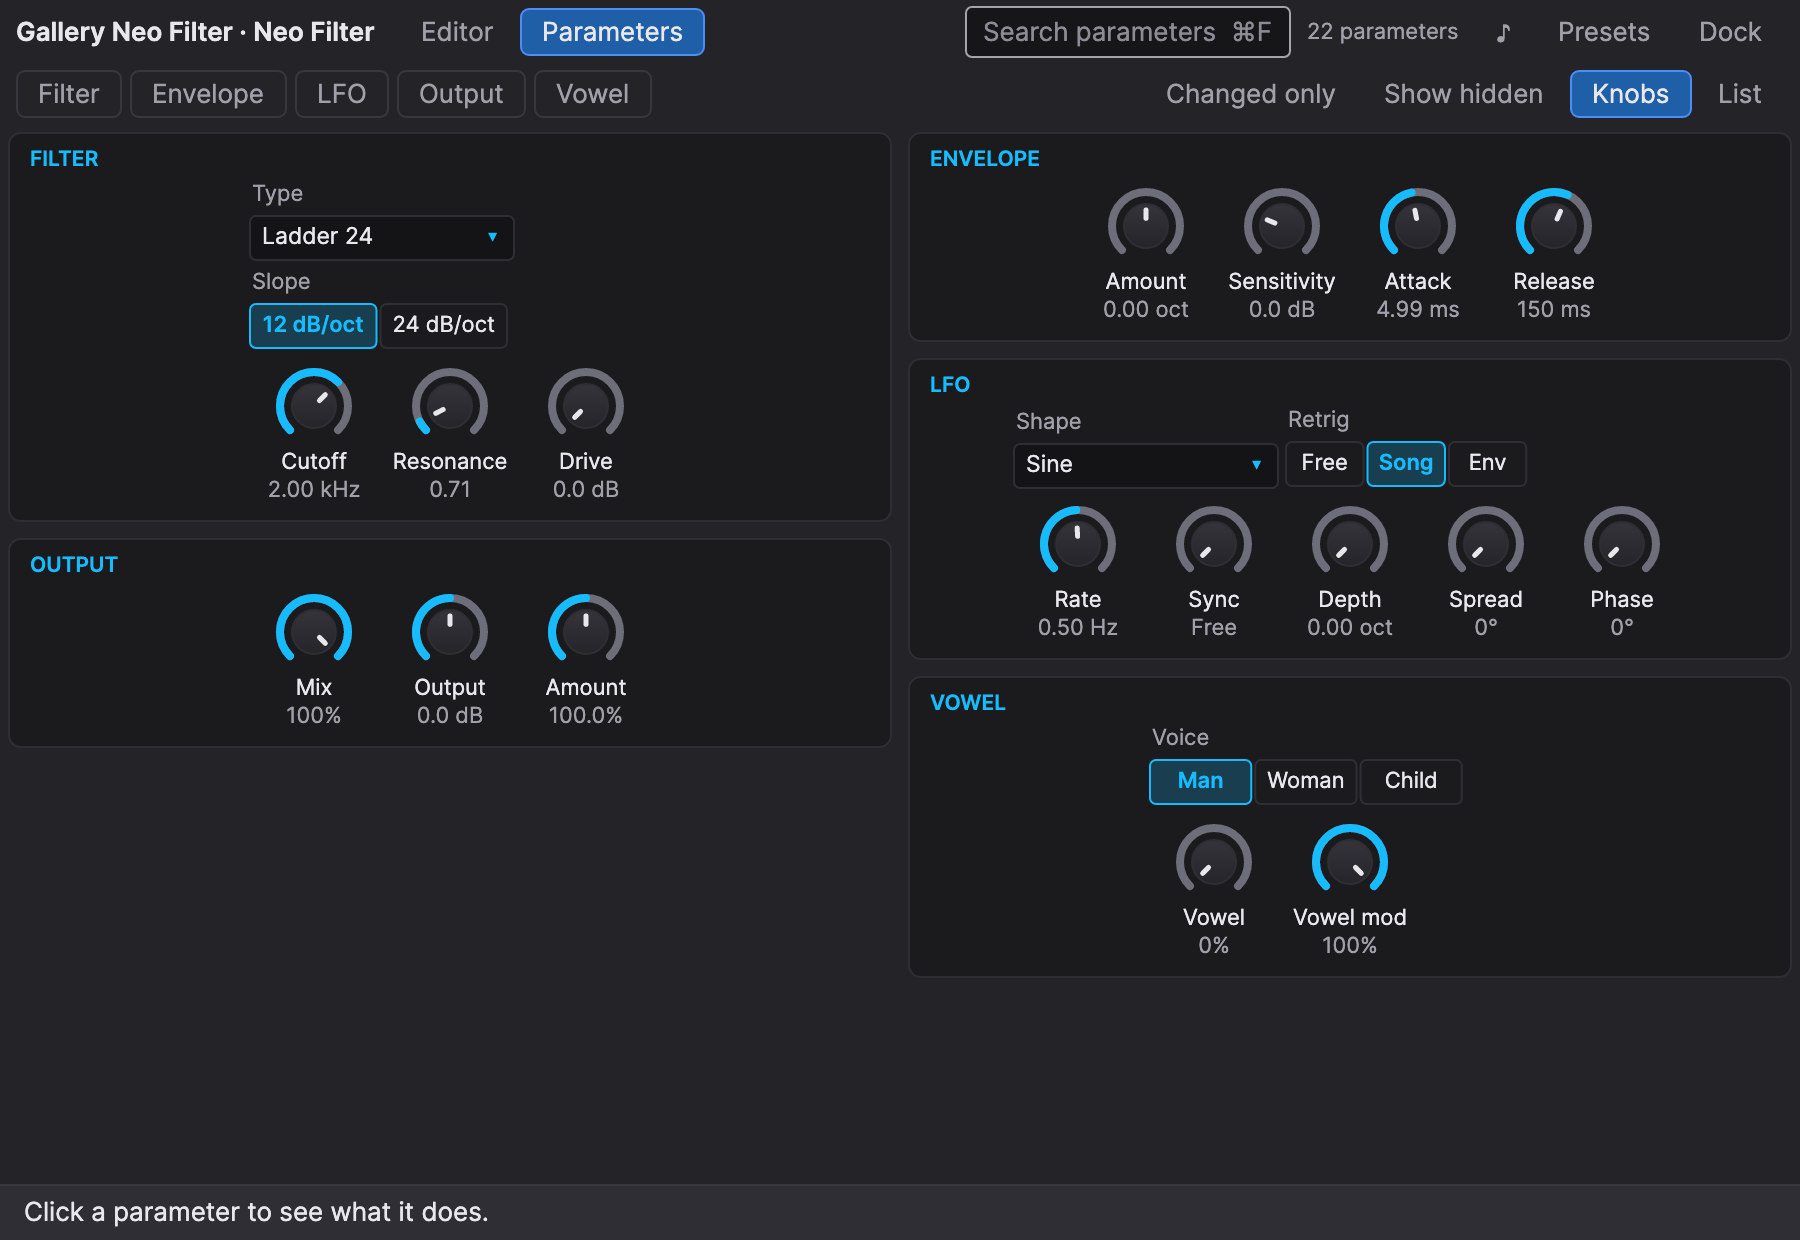 Gallery Neo Filter · Neo Filter Editor Parameters Search parameters ⌘F 22 parameters ♪ Presets Dock
Filter Envelope LFO Output Vowel Changed only Show hidden Knobs List
FILTER
Type
Ladder 24
Slope
12 dB/oct 24 dB/oct
Cutoff Resonance Drive
2.00 kHz 0.71 0.0 dB
OUTPUT
Mix Output Amount
100% 0.0 dB 100.0%
ENVELOPE
Amount Sensitivity Attack Release
0.00 oct 0.0 dB 4.99 ms 150 ms
LFO
Shape Retrig
Sine Free Song Env
Rate Sync Depth Spread Phase
0.50 Hz Free 0.00 oct 0° 0°
VOWEL
Voice
Man Woman Child
Vowel Vowel mod
0% 100%
Click a parameter to see what it does.